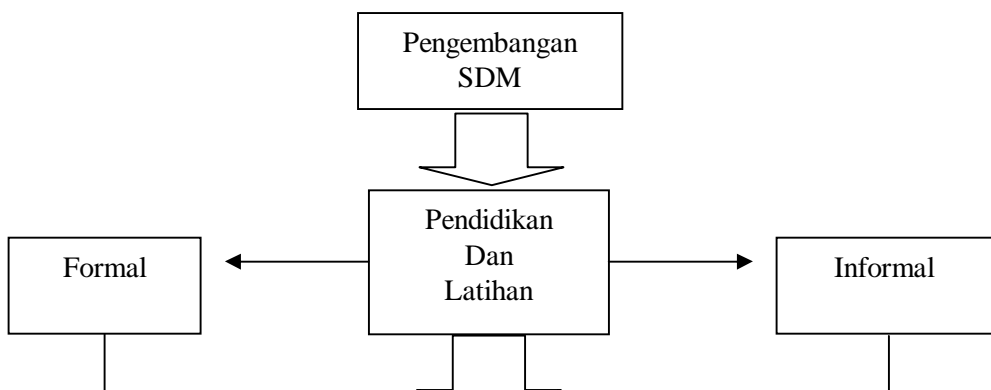 Pengembangan
SDM
Pendidikan
Dan
Latihan
Formal
Informal